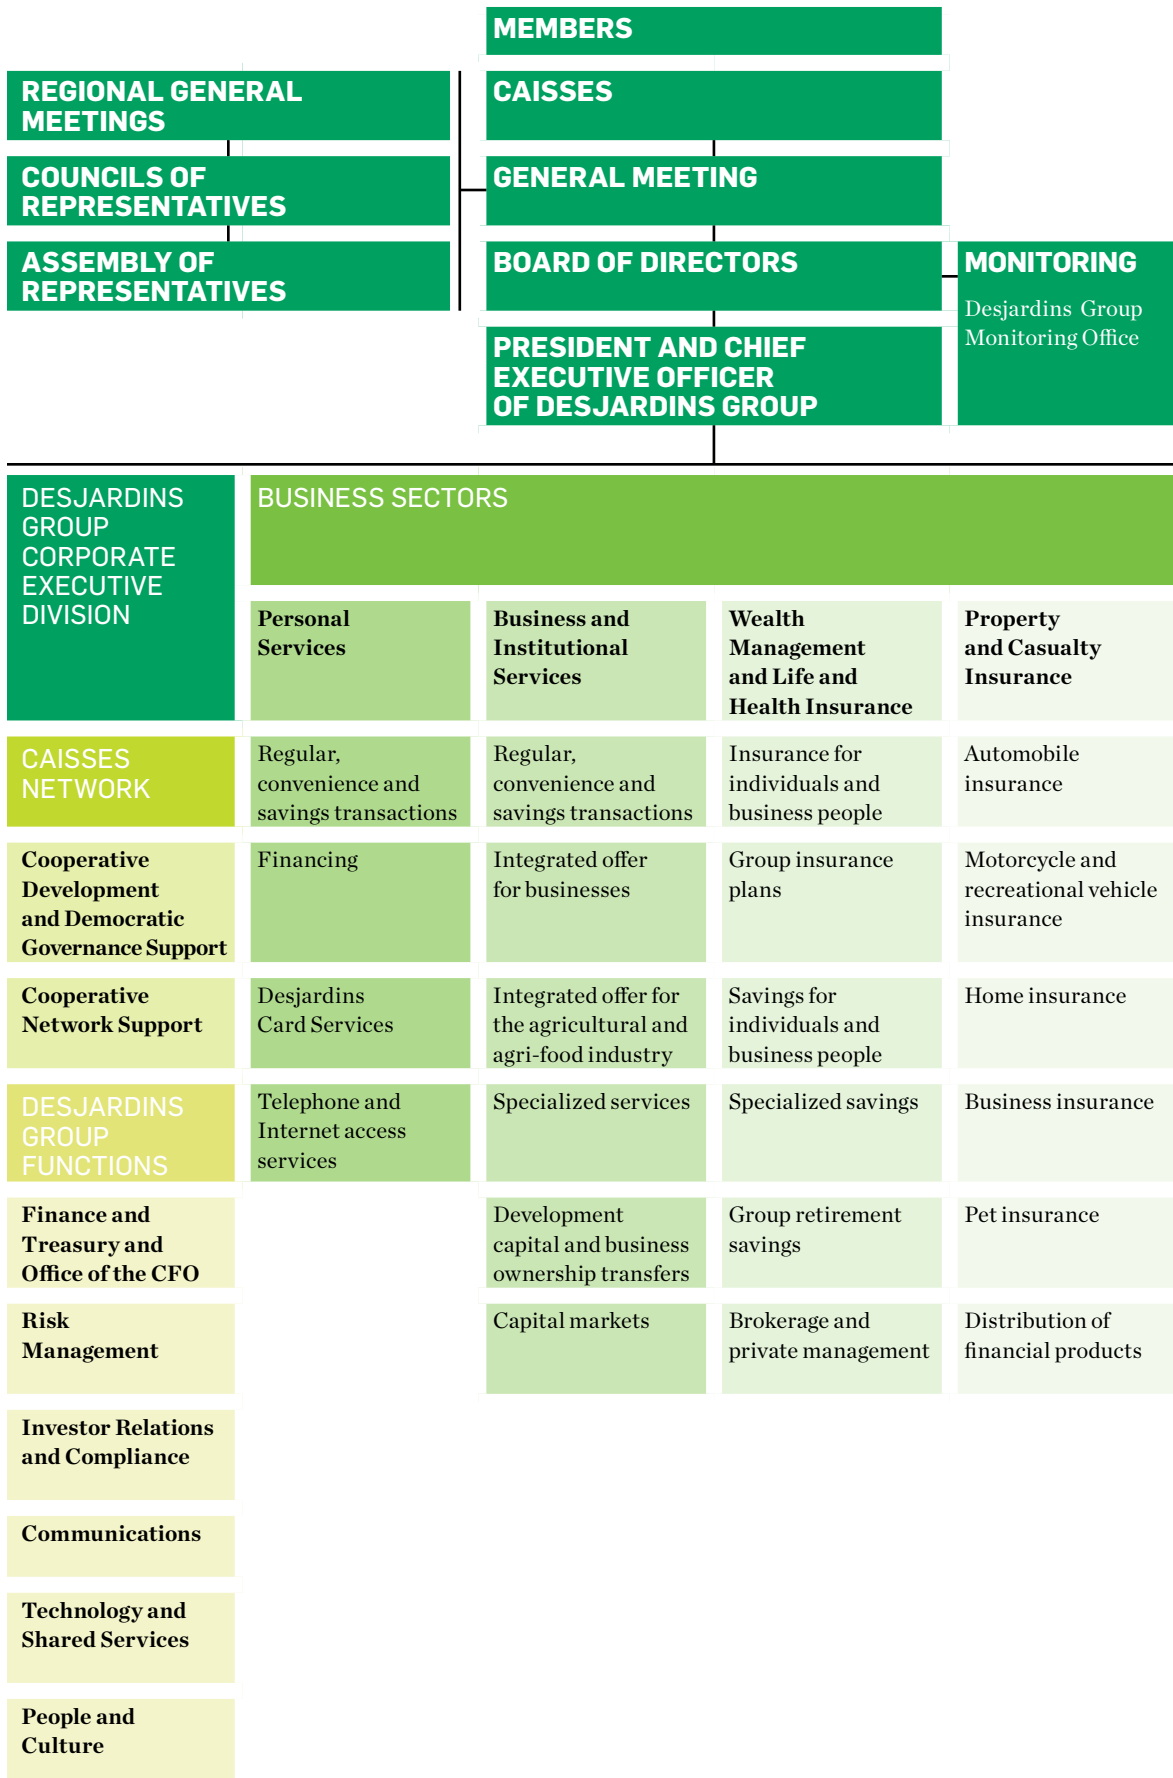 MEMBERS
REGIONAL GENERAL
MEETINGS
CAISSES
COUNCILS OF
REPRESENTATIVES
GENERAL MEETING
ASSEMBLY OF
REPRESENTATIVES
BOARD OF DIRECTORS
MONITORING
Desjardins Group
Monitoring Office
PRESIDENT AND CHIEF
EXECUTIVE OFFICER
OF DESJARDINS GROUP
DESJARDINS
GROUP
CORPORATE
EXECUTIVE
DIVISION
BUSINESS SECTORS
Personal
Services
Business and
Institutional
Services
Wealth
Management
and Life and
Health Insurance
Property
and Casualty
Insurance
CAISSES
NETWORK
Regular,
convenience and
savings transactions
Regular,
convenience and
savings transactions
Insurance for
individuals and
business people
Automobile
insurance
Cooperative
Development
and Democratic
Governance Support
Financing
Integrated offer
for businesses
Group insurance
plans
Motorcycle and
recreational vehicle
insurance
Cooperative
Network Support
Desjardins
Card Services
Integrated offer for
the agricultural and
agri-food industry
Savings for
individuals and
business people
Home insurance
DESJARDINS
GROUP
FUNCTIONS
Telephone and
Internet access
services
Specialized services
Specialized savings
Business insurance
Finance and
Treasury and
Office of the CFO
Development
capital and business
ownership transfers
Group retirement
savings
Pet insurance
Risk
Management
Capital markets
Brokerage and
private management
Distribution of
financial products
Investor Relations
and Compliance
Communications
Technology and
Shared Services
People and
Culture